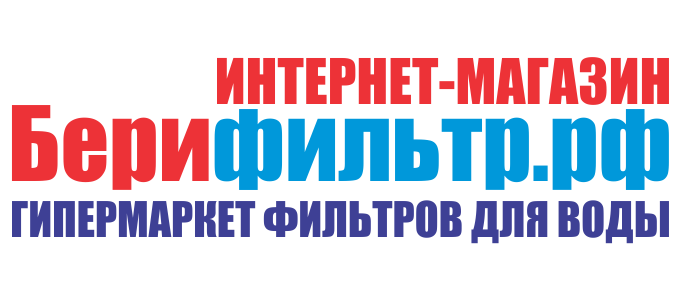 ИНТЕРНЕТ-МАГАЗИН
Берифильтр.рф
ГИПЕРМАРКЕТ ФИЛЬТРОВ ДЛЯ ВОДЫ